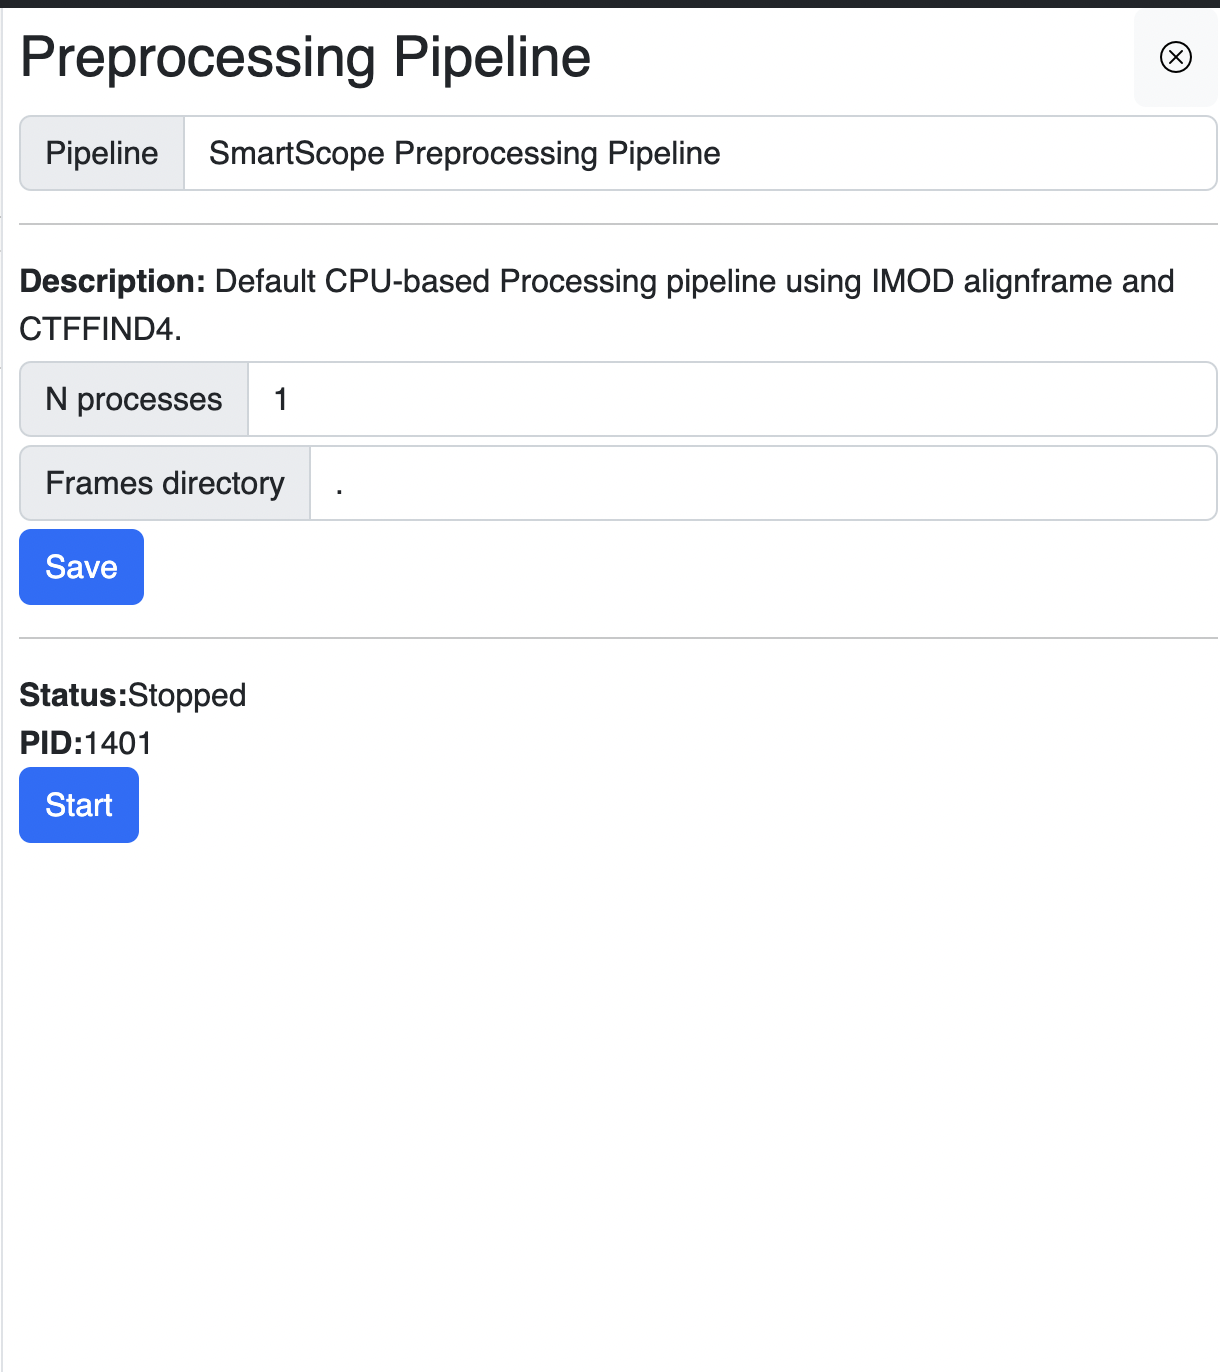 Preprocessing Pipeline
Pipeline SmartScope Preprocessing Pipeline
Description: Default CPU-based Processing pipeline using IMOD alignframe and
CTFFIND4.
N processes 1
Frames directory .
Save
Status:Stopped
PID:1401
Start